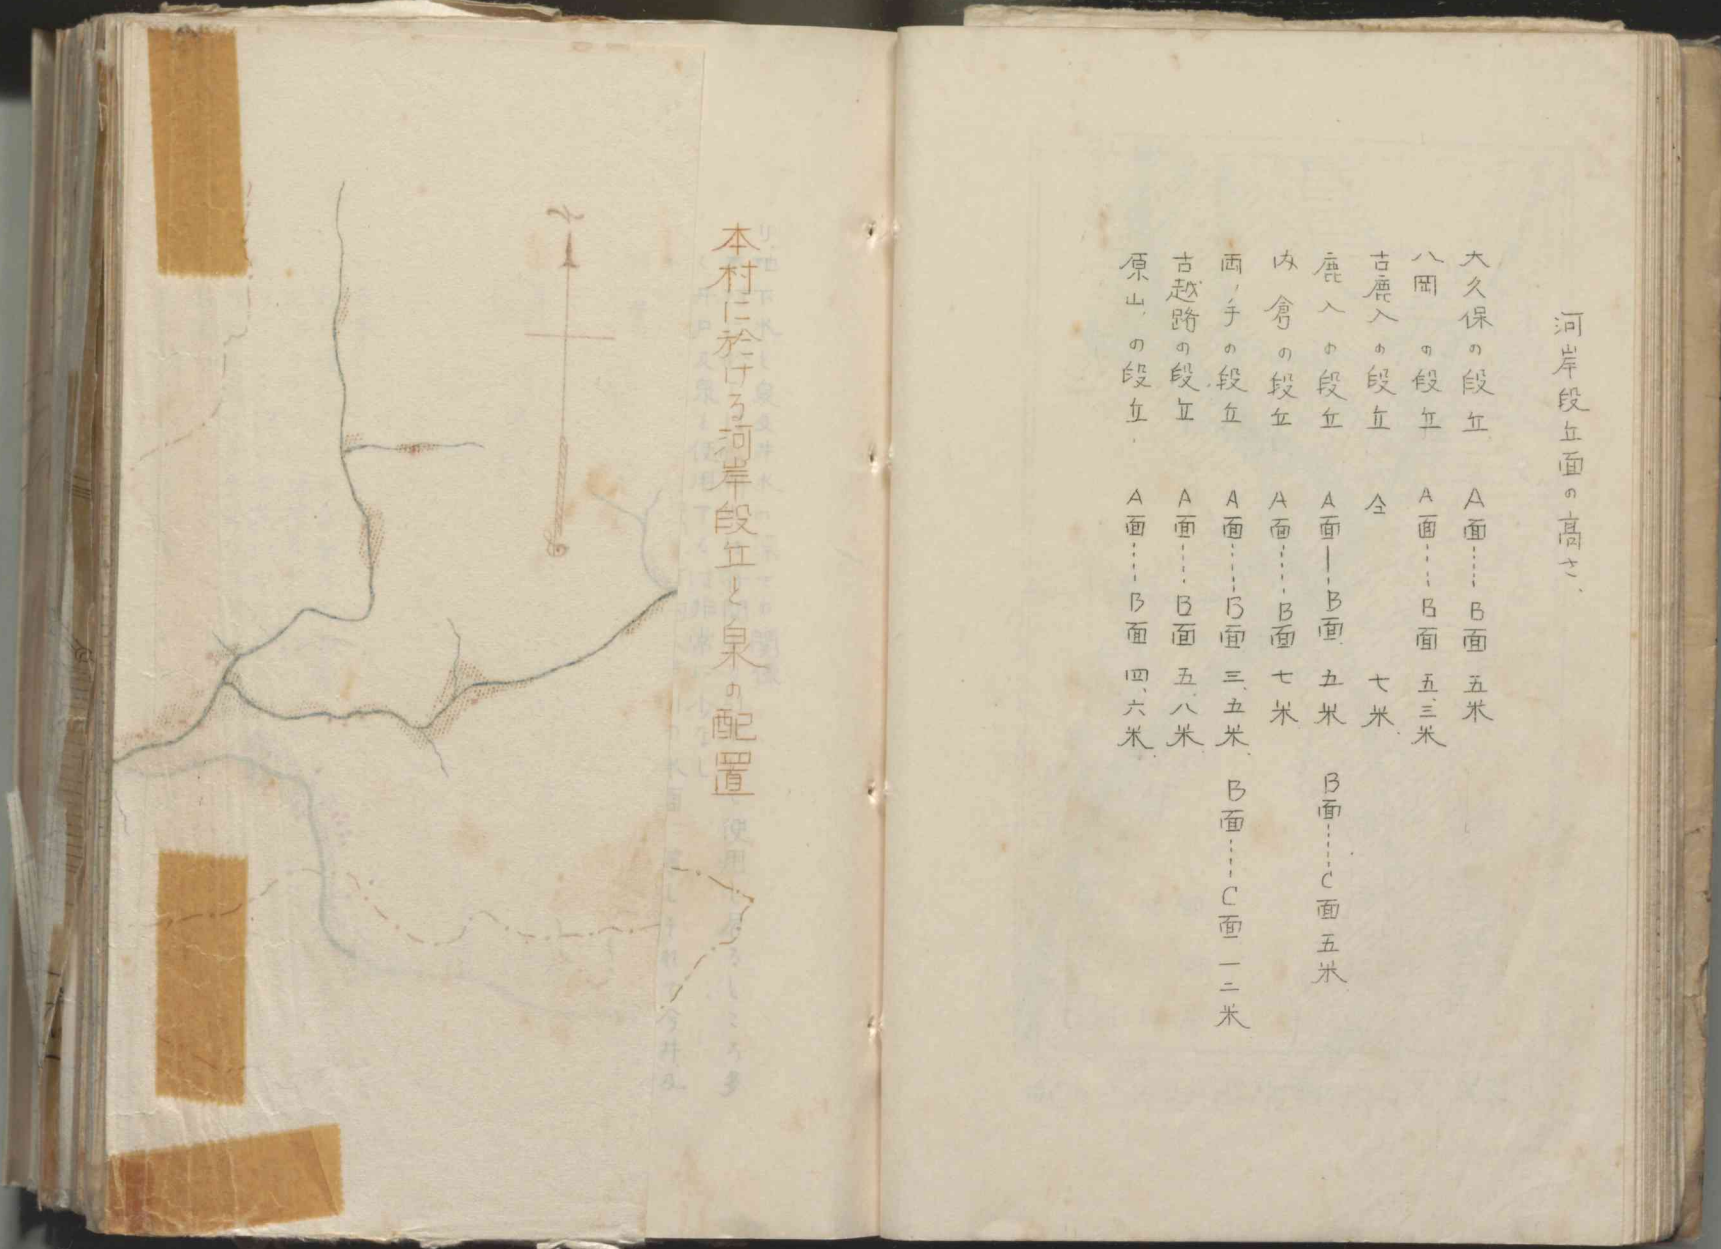 河岸段丘面の高さ、
大久保の段丘 A面……B面 五米
八岡の段丘 A面……B面 五、三米
古鹿入の段丘 仝 七米
鹿入の段丘 A面……B面 九米 B面……C面 五米
内倉の段丘 A面……B面 七米
西ノ手の段丘 A面……B面 三、五米 B面……C面 一二米
古越路の段丘 A面……B面 五、八米
原山、の段丘 A面……B面 四、六米
本村に於ける河岸段丘と泉の配置